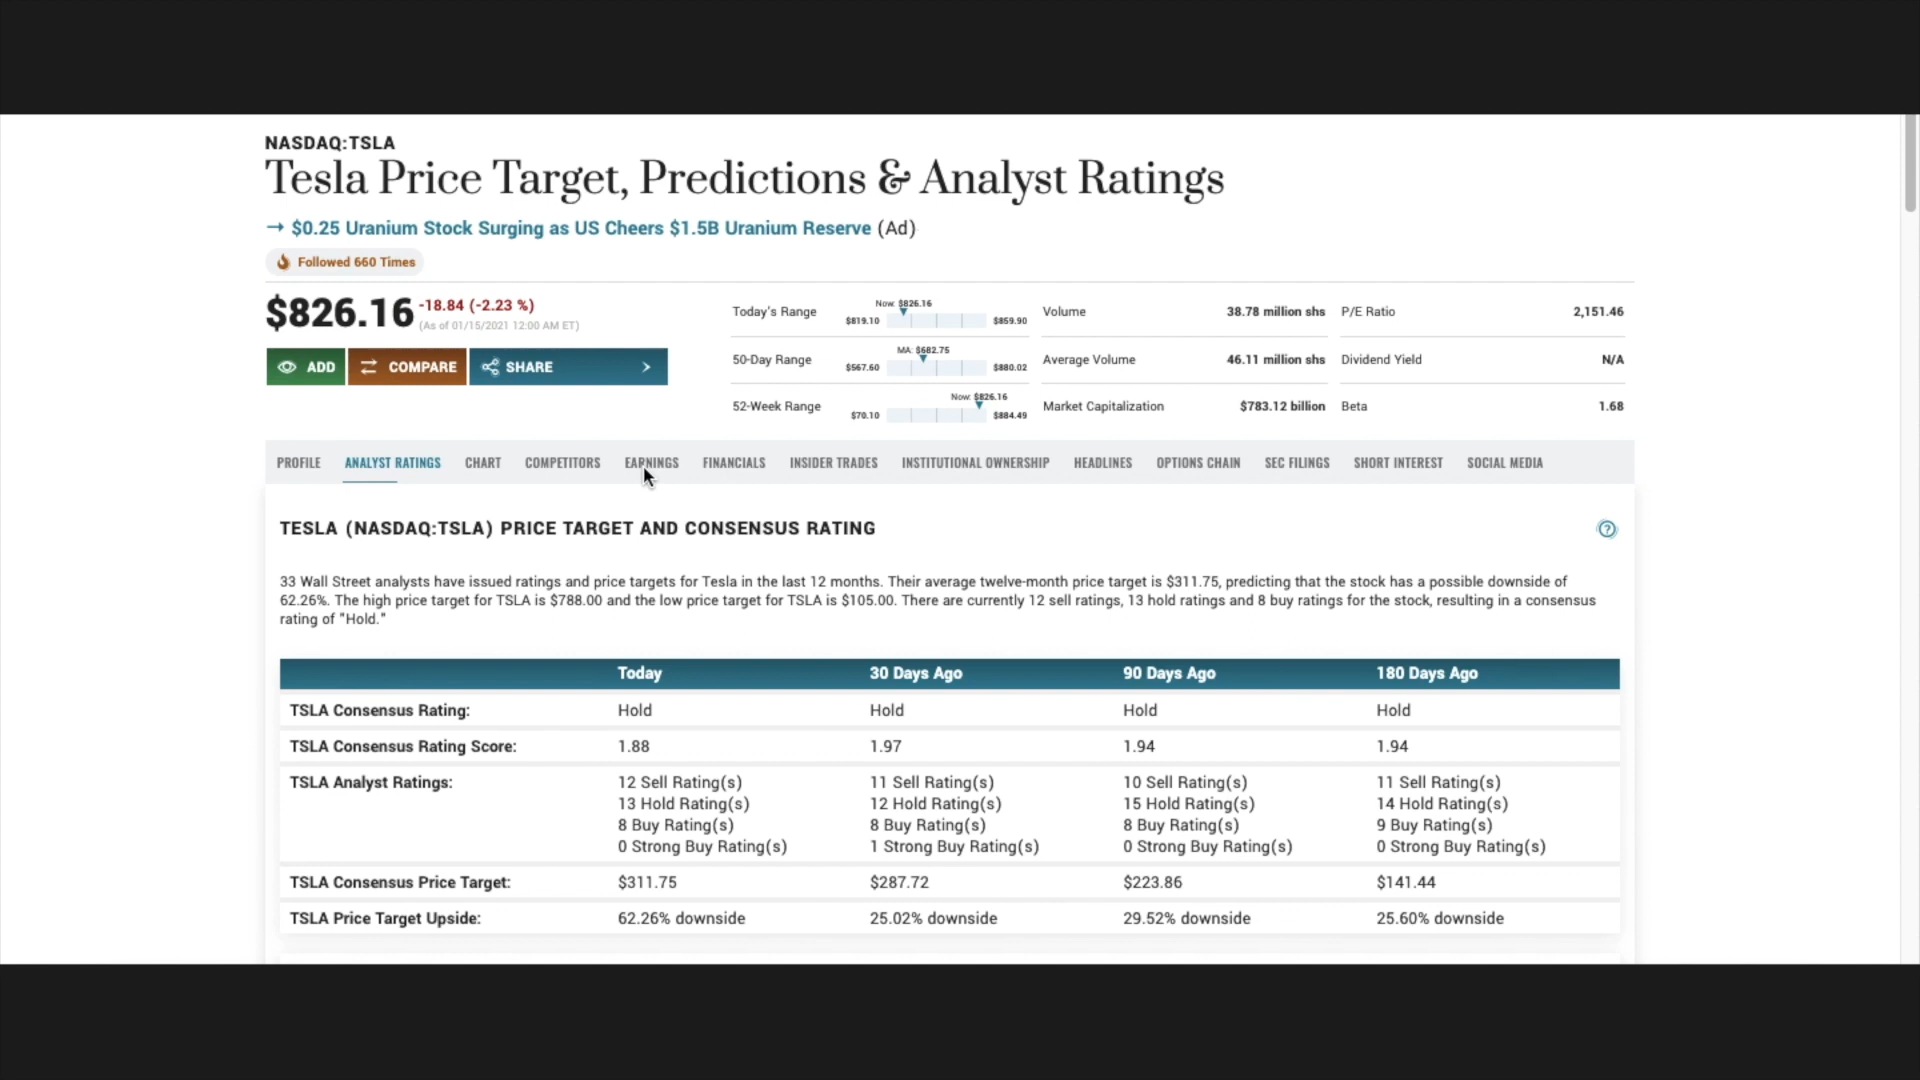 NASDAQ:TSLA
Tesla Price Target, Predictions & Analyst Ratings
→ $0.25 Uranium Stock Surging as US Cheers $1.5B Uranium Reserve (Ad)
Followed 660 Times
$826.16 -18.84 (-2.23 %)
(As of 01/15/2021 12:00 AM ET)
ADD COMPARE SHARE
Today's Range Now: $826.16 $819.10 $859.90
50-Day Range MA: $682.75 $567.60 $880.02
52-Week Range Now: $826.16 $70.10 $884.49
Volume 38.78 million shs
Average Volume 46.11 million shs
Market Capitalization $783.12 billion
P/E Ratio 2,151.46
Dividend Yield N/A
Beta 1.68
PROFILE ANALYST RATINGS CHART COMPETITORS EARNINGS FINANCIALS INSIDER TRADES INSTITUTIONAL OWNERSHIP HEADLINES OPTIONS CHAIN SEC FILINGS SHORT INTEREST SOCIAL MEDIA
TESLA (NASDAQ:TSLA) PRICE TARGET AND CONSENSUS RATING
?
33 Wall Street analysts have issued ratings and price targets for Tesla in the last 12 months. Their average twelve-month price target is $311.75, predicting that the stock has a possible downside of
62.26%. The high price target for TSLA is $788.00 and the low price target for TSLA is $105.00. There are currently 12 sell ratings, 13 hold ratings and 8 buy ratings for the stock, resulting in a consensus
rating of "Hold."
Today 30 Days Ago 90 Days Ago 180 Days Ago
TSLA Consensus Rating: Hold Hold Hold Hold
TSLA Consensus Rating Score: 1.88 1.97 1.94 1.94
TSLA Analyst Ratings: 12 Sell Rating(s) 11 Sell Rating(s) 10 Sell Rating(s) 11 Sell Rating(s)
13 Hold Rating(s) 12 Hold Rating(s) 15 Hold Rating(s) 14 Hold Rating(s)
8 Buy Rating(s) 8 Buy Rating(s) 8 Buy Rating(s) 9 Buy Rating(s)
0 Strong Buy Rating(s) 1 Strong Buy Rating(s) 0 Strong Buy Rating(s) 0 Strong Buy Rating(s)
TSLA Consensus Price Target: $311.75 $287.72 $223.86 $141.44
TSLA Price Target Upside: 62.26% downside 25.02% downside 29.52% downside 25.60% downside